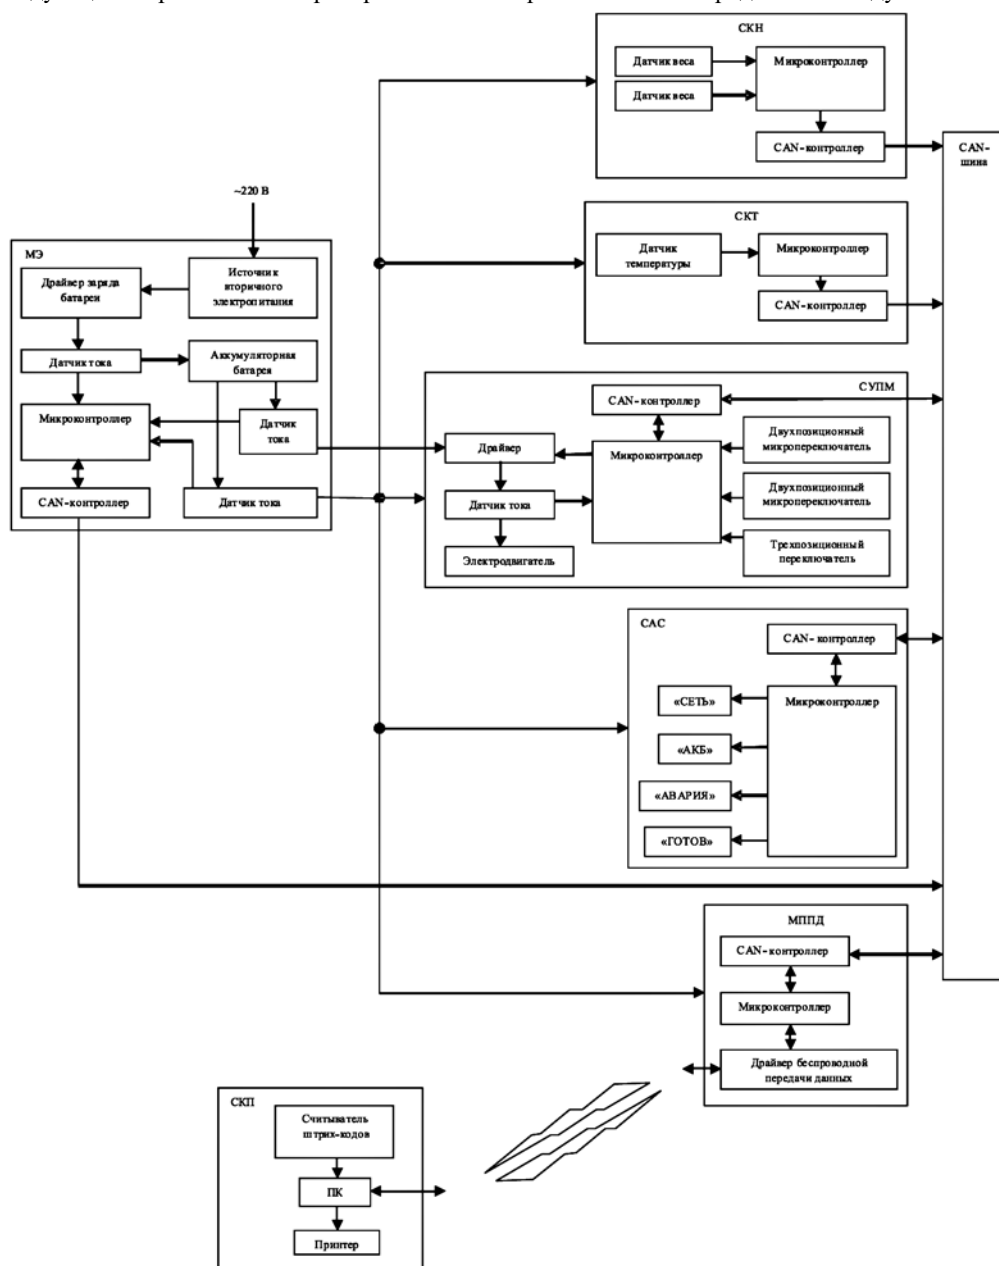 СКН
Датчик веса
Микроконтроллер
Датчик веса
CAN-контроллер
CAN-
шина
~220 В
СКТ
Датчик
температуры
Микроконтроллер
CAN-контроллер
МЭ
Драйвер заряда
батареи
Источник
вторичного
электропитания
Датчик тока
Аккумуляторная
батарея
Микроконтроллер
Датчик
тока
CAN-контроллер
Датчик тока
СУПМ
CAN-контроллер
Драйвер
Микроконтроллер
Двухпозиционный
микропереключатель
Датчик тока
Двухпозиционный
микропереключатель
Электродвигатель
Трехпозиционный
переключатель
САС
CAN-контроллер
«СЕТЬ»
Микроконтроллер
«АКБ»
«АВАРИЯ»
«ГОТОВ»
МППД
CAN-контроллер
Микроконтроллер
Драйвер беспроводной
передачи данных
СКП
Считыватель
штрих-кодов
ПК
Принтер